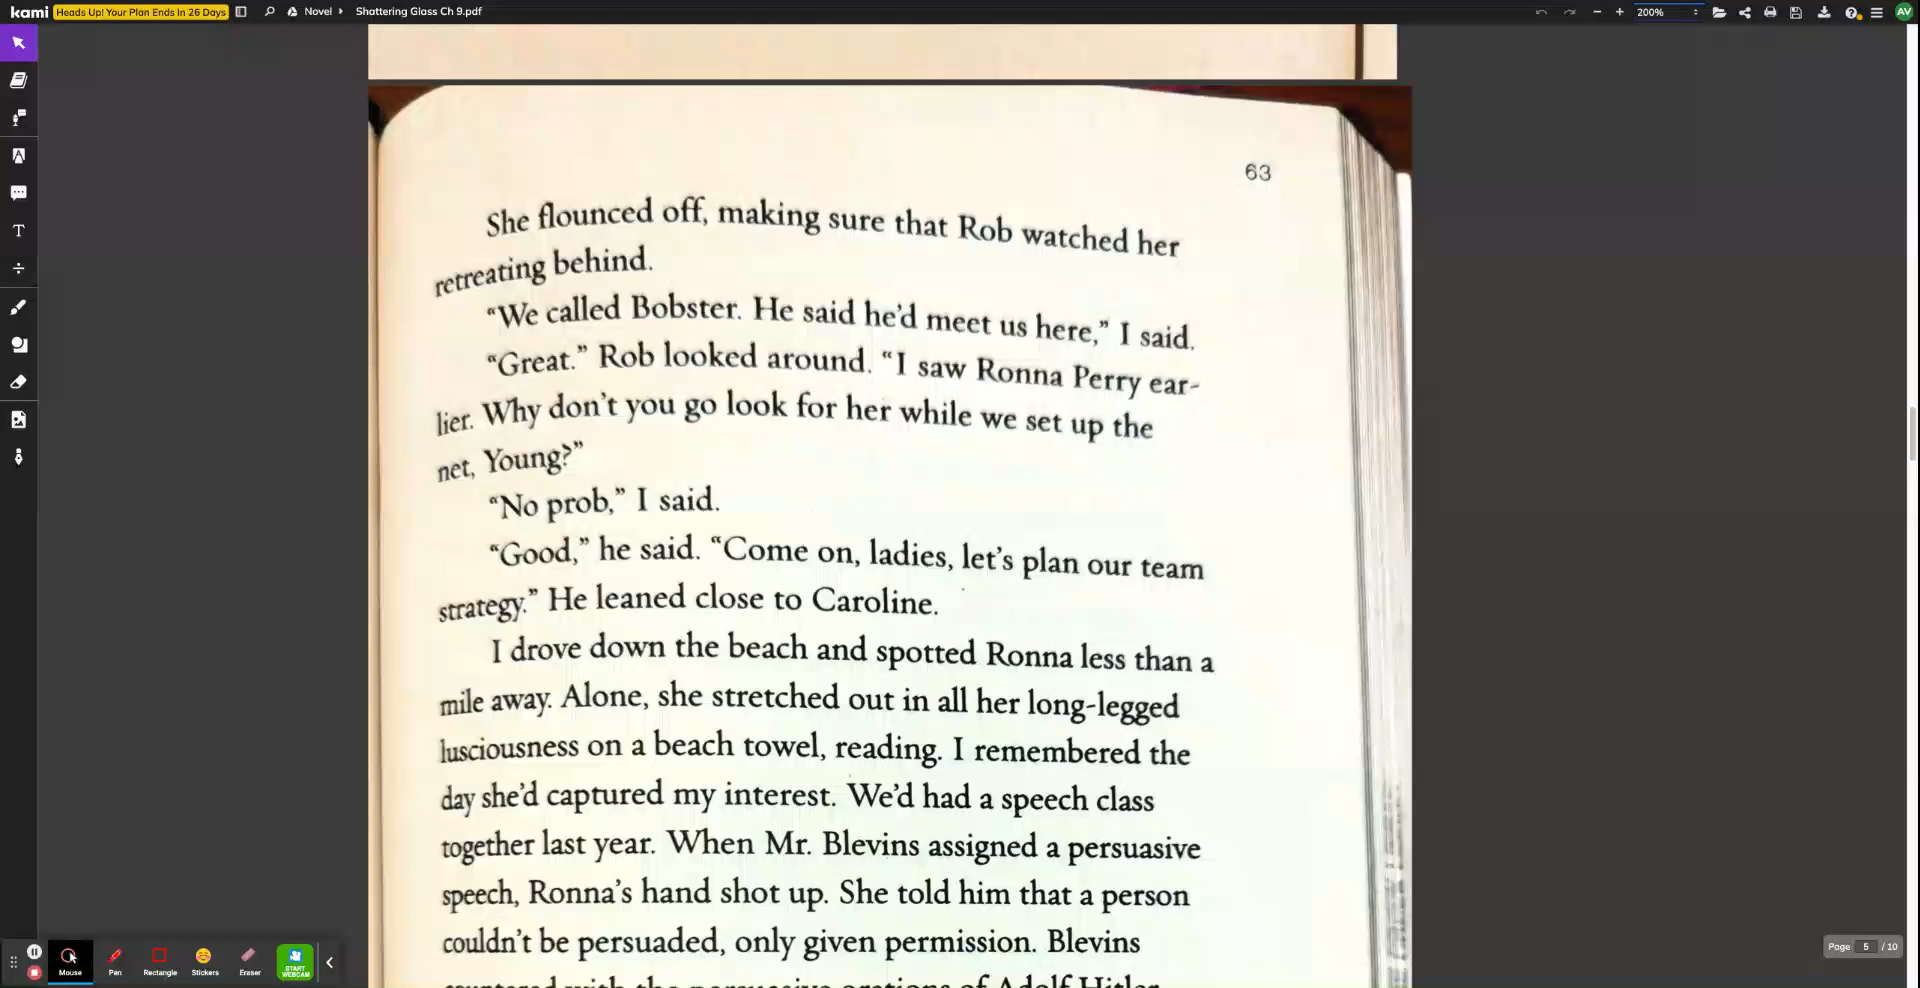 kami Heads Up! Your Plan Ends In 26 Days Novel Shattering Glass Ch 9.pdf 200% AV
63
She flounced off, making sure that Rob watched her
retreating behind.
“We called Bobster. He said he’d meet us here,” I said.
“Great.” Rob looked around. “I saw Ronna Perry ear-
lier. Why don’t you go look for her while we set up the
net, Young?”
“No prob,” I said.
“Good,” he said. “Come on, ladies, let’s plan our team
strategy.” He leaned close to Caroline.
I drove down the beach and spotted Ronna less than a
mile away. Alone, she stretched out in all her long-legged
lusciousness on a beach towel, reading. I remembered the
day she’d captured my interest. We’d had a speech class
together last year. When Mr. Blevins assigned a persuasive
speech, Ronna’s hand shot up. She told him that a person
couldn’t be persuaded, only given permission. Blevins
countered with the persuasive orations of Adolf Hitler
Page 5 / 10
Mouse Pen Rectangle Stickers Eraser START WEBCAM